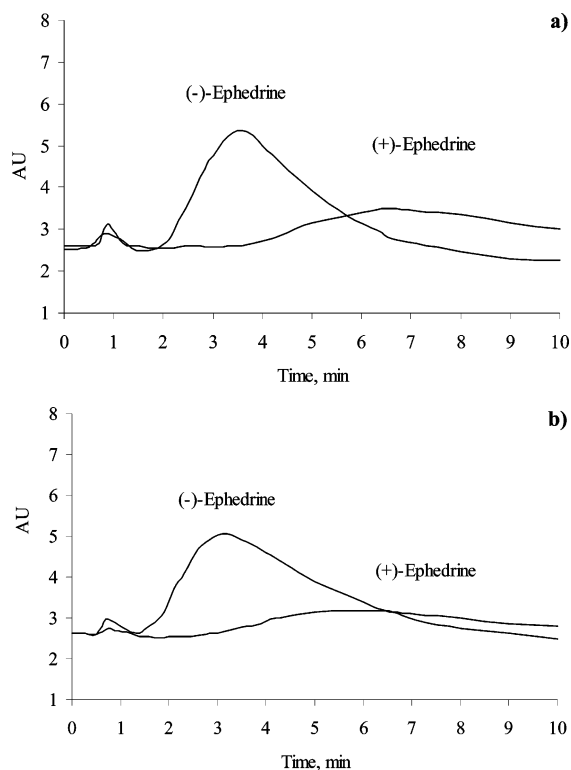 a)
8
7
(-)-Ephedrine
6
(+)-Ephedrine
5
AU
4
3
2
1
0 1 2 3 4 5 6 7 8 9 10
Time, min
b)
8
7
6
(-)-Ephedrine
5
AU
(+)-Ephedrine
4
3
2
1
0 1 2 3 4 5 6 7 8 9 10
Time, min